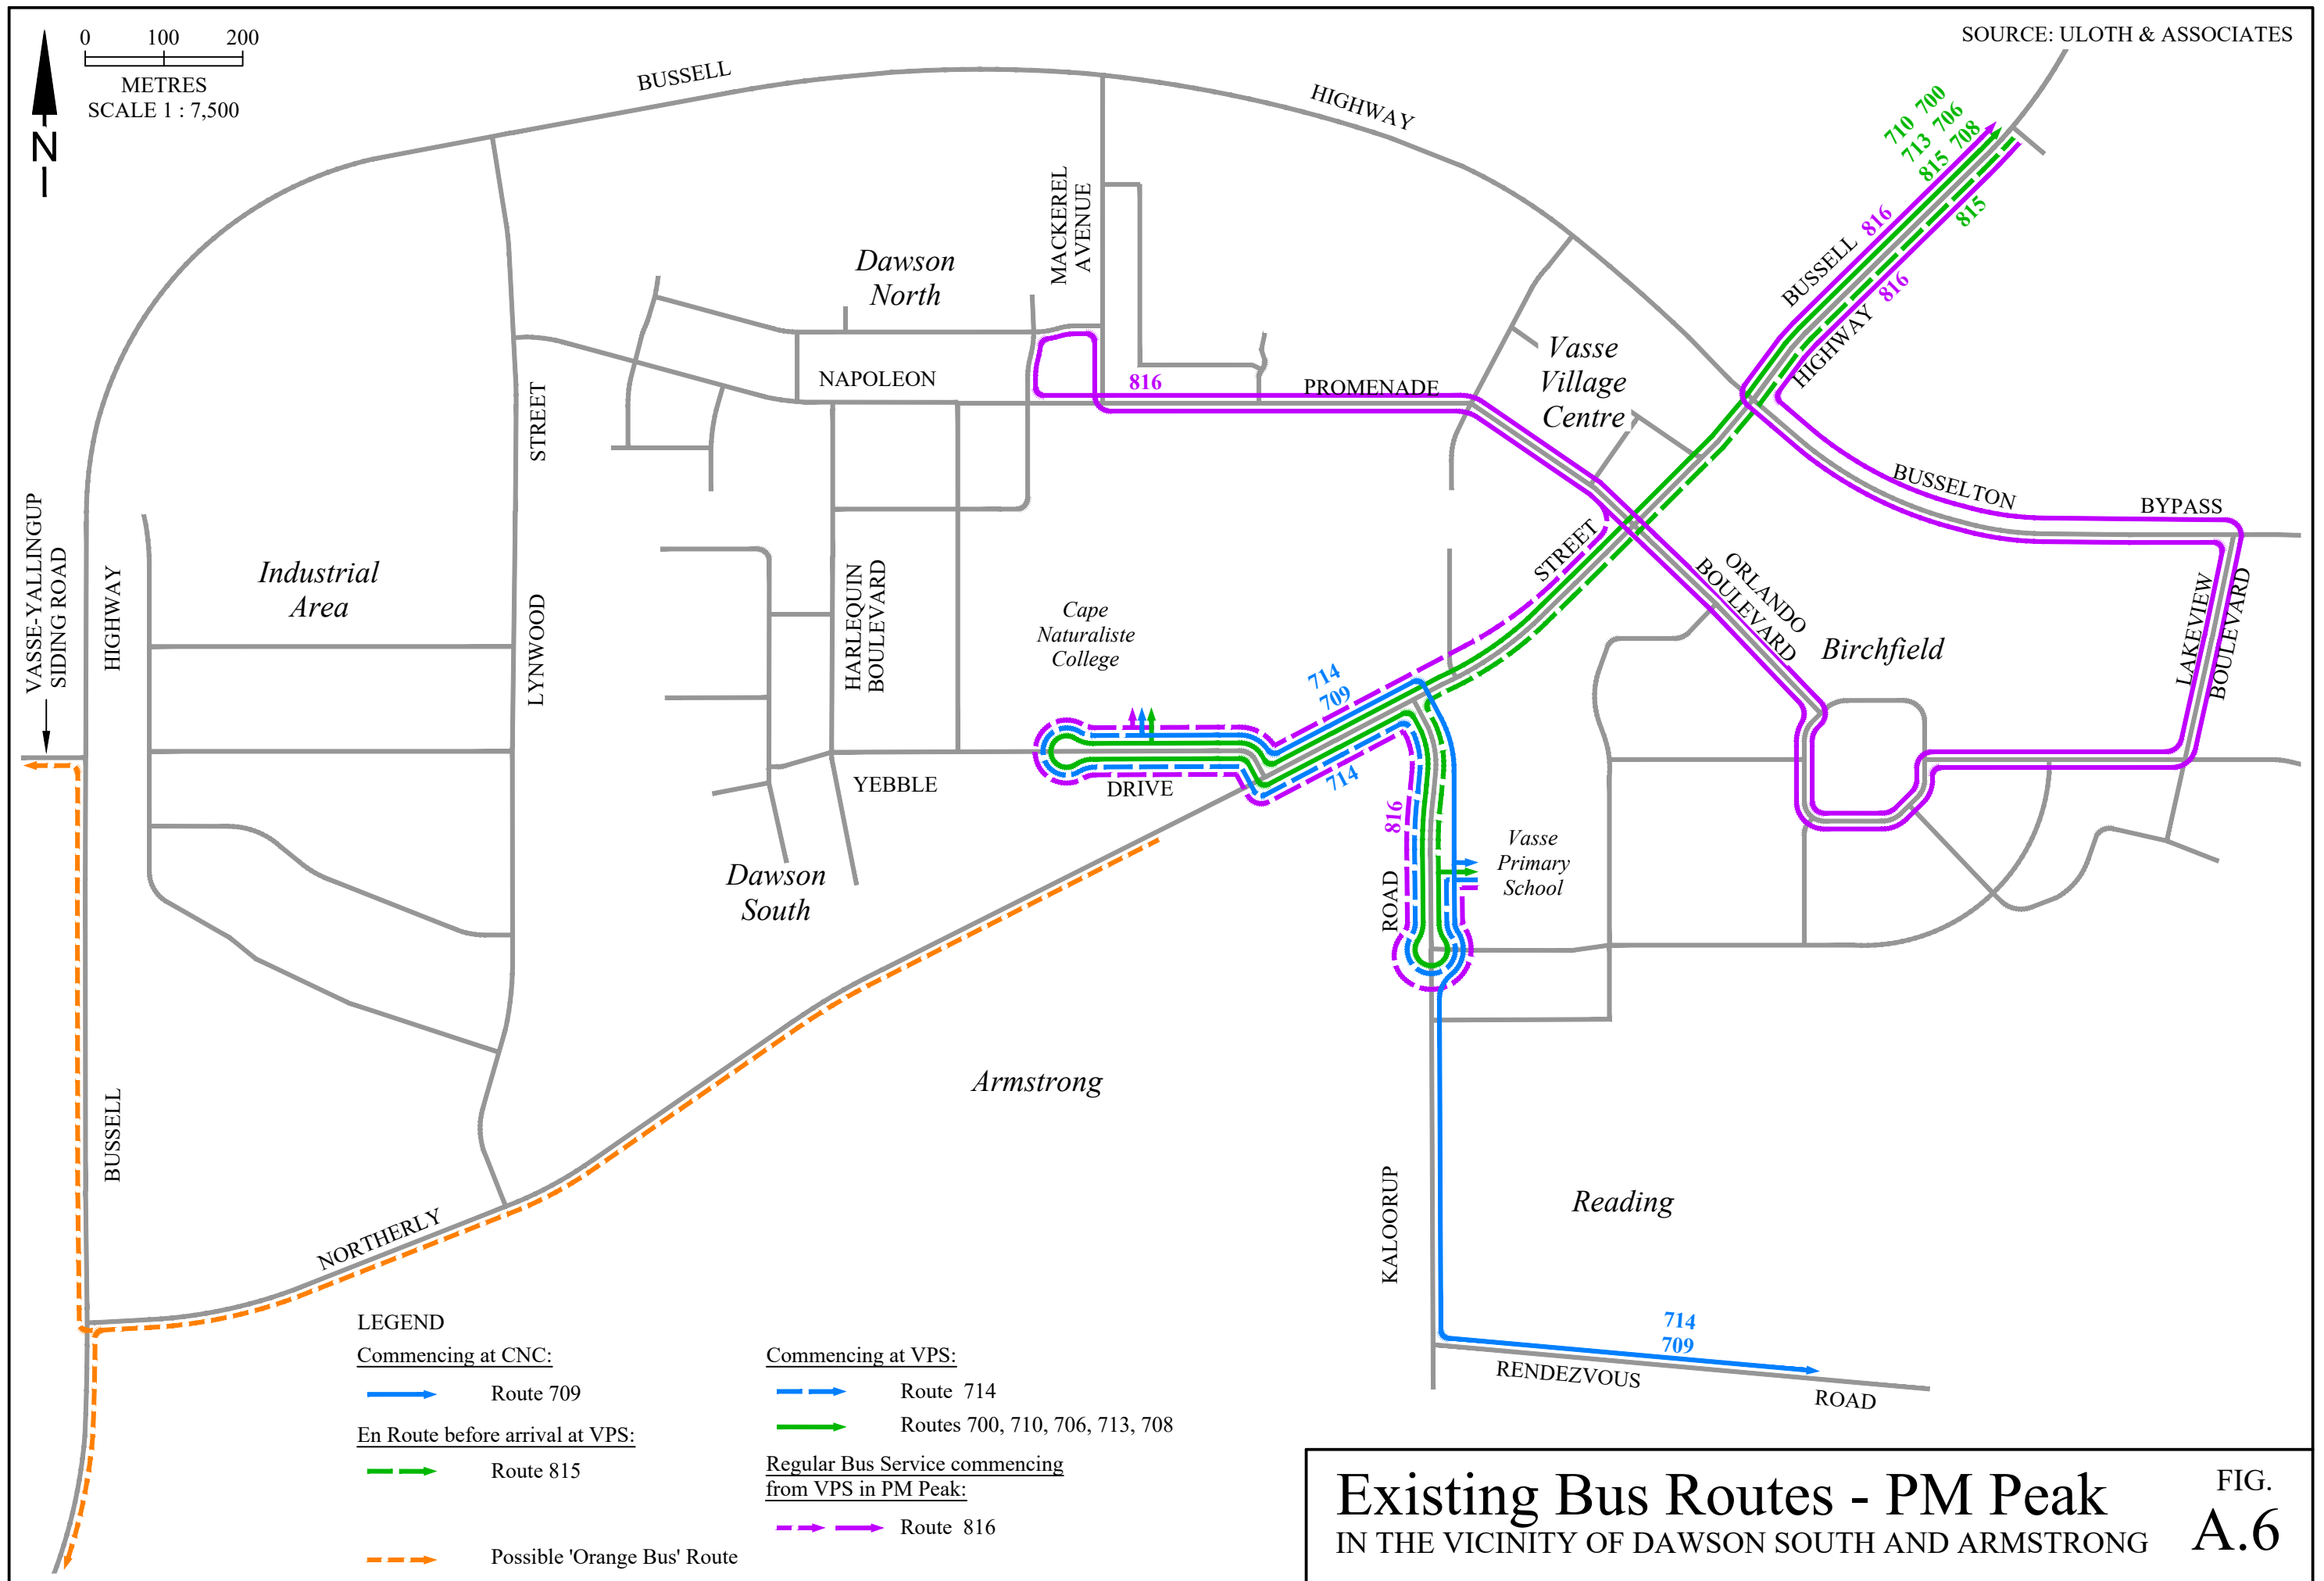 0 100 200
METRES
SCALE 1 : 7,500
N
SOURCE: ULOTH & ASSOCIATES
BUSSELL
HIGHWAY
710 700
713 706
815 708
816
815
816
BUSSELL
HIGHWAY
MACKEREL
AVENUE
Dawson
North
Vasse
Village
Centre
NAPOLEON
816
PROMENADE
STREET
BUSSELTON
BYPASS
VASSE-YALLINGUP
SIDING ROAD
HIGHWAY
Industrial
Area
LYNWOOD
HARLEQUIN
BOULEVARD
Cape
Naturaliste
College
STREET
ORLANDO
BOULEVARD
Birchfield
LAKEVIEW
BOULEVARD
714
709
714
YEBBLE
DRIVE
816
Vasse
Primary
School
ROAD
Dawson
South
Armstrong
BUSSELL
NORTHERLY
KALOORUP
Reading
714
709
RENDEZVOUS
ROAD
LEGEND
Commencing at CNC:
Route 709
En Route before arrival at VPS:
Route 815
Possible 'Orange Bus' Route
Commencing at VPS:
Route 714
Routes 700, 710, 706, 713, 708
Regular Bus Service commencing
from VPS in PM Peak:
Route 816
Existing Bus Routes - PM Peak
IN THE VICINITY OF DAWSON SOUTH AND ARMSTRONG
FIG.
A.6